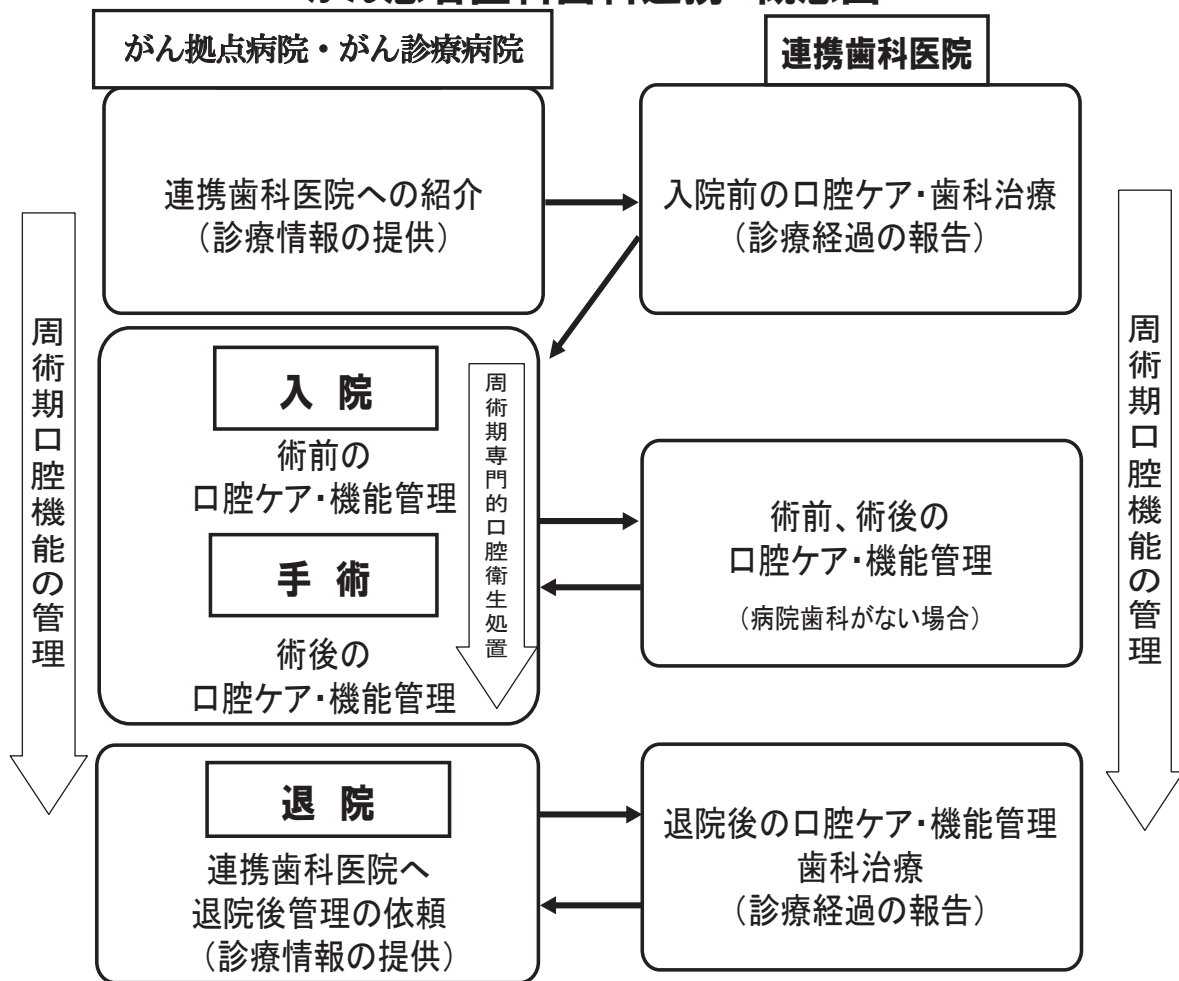 がん拠点病院・がん診療病院
連携歯科医院
連携歯科医院への紹介
（診療情報の提供）
入院前の口腔ケア・歯科治療
（診療経過の報告）
周術期口腔機能の管理
入 院
術前の
口腔ケア・機能管理
手 術
術後の
口腔ケア・機能管理
周術期専門的口腔衛生処置
術前、術後の
口腔ケア・機能管理
（病院歯科がない場合）
周術期口腔機能の管理
退 院
連携歯科医院へ
退院後管理の依頼
（診療情報の提供）
退院後の口腔ケア・機能管理
歯科治療
（診療経過の報告）